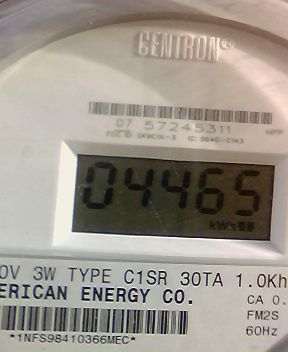 CENTRON®
07 57245311
04465
kWh
0V 3W TYPE C1SR 30TA 1.0Kh
ERICAN ENERGY CO.
CA 0.
FM2S
60Hz
*1NFS98410366MEC*